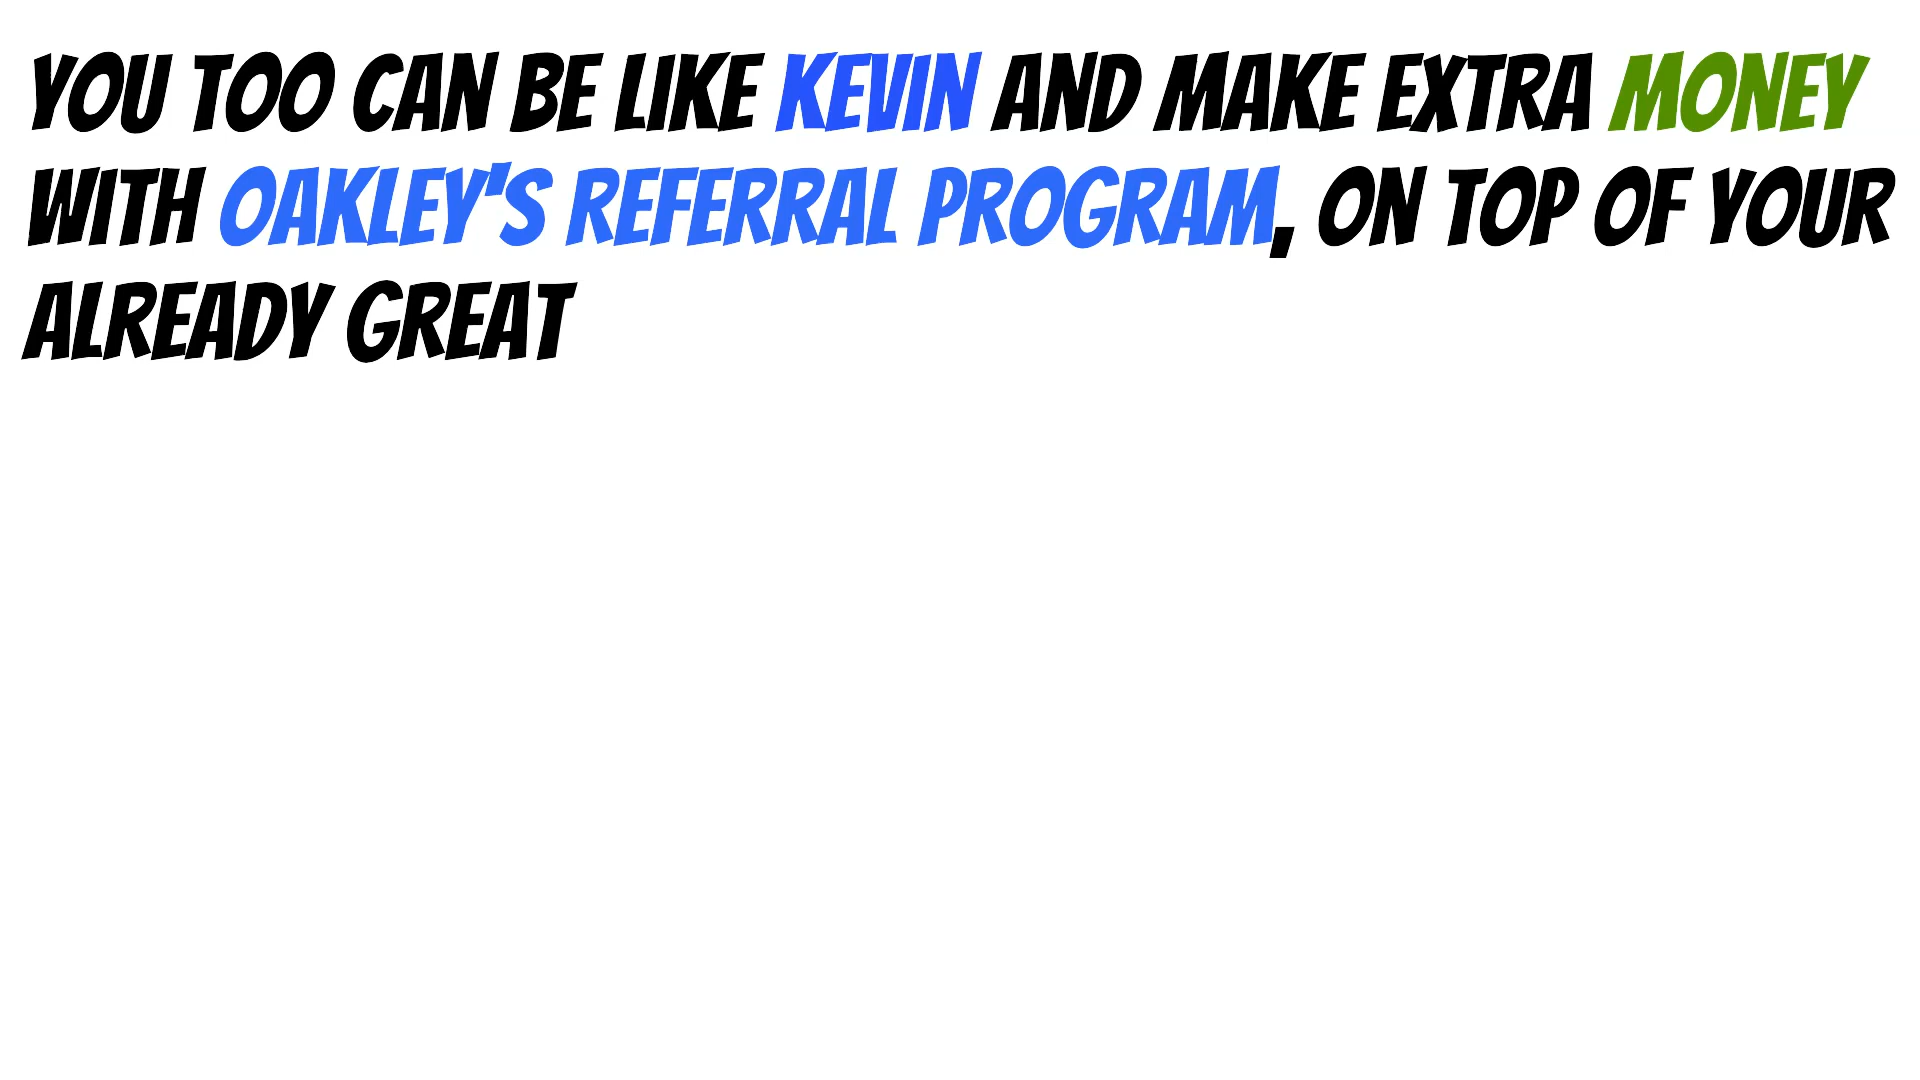 YOU TOO CAN BE LIKE KEVIN AND MAKE EXTRA MONEY
WITH OAKLEY'S REFERRAL PROGRAM, ON TOP OF YOUR
ALREADY GREAT